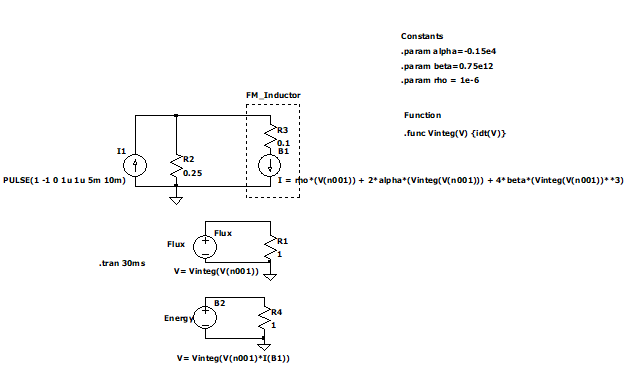 Constants
.param alpha=-0.15e4
.param beta=0.75e12
.param rho = 1e-6
FM_Inductor
Function
.func Vinteg(V) {idt(V)}
R3
0.1
I1
R2
0.25
B1
PULSE(1 -1 0 1u 1u 5m 10m)
I = rho*(V(n001)) + 2*alpha*(Vinteg(V(n001))) + 4*beta*(Vinteg(V(n001))**3)
Flux
Flux
R1
1
.tran 30ms
V= Vinteg(V(n001))
B2
Energy
R4
1
V= Vinteg(V(n001)*I(B1))